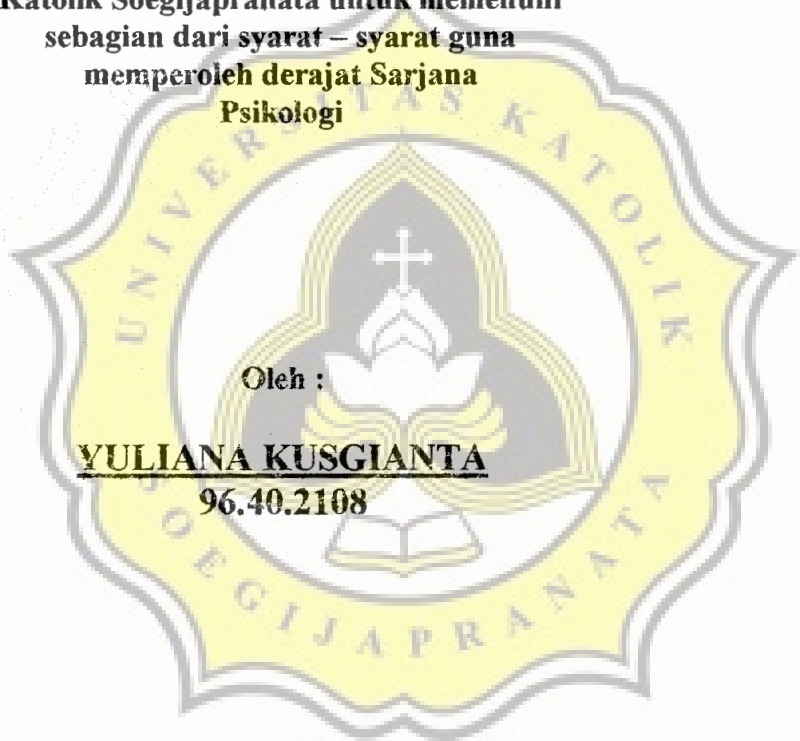 Katolik Soegijapranata untuk memenuhi
sebagian dari syarat – syarat guna
memperoleh derajat Sarjana
Psikologi
UNIVERSITAS KATOLIK
Oleh :
YULIANA KUSGIANTA
96.40.2108
SOEGIJAPRANATA